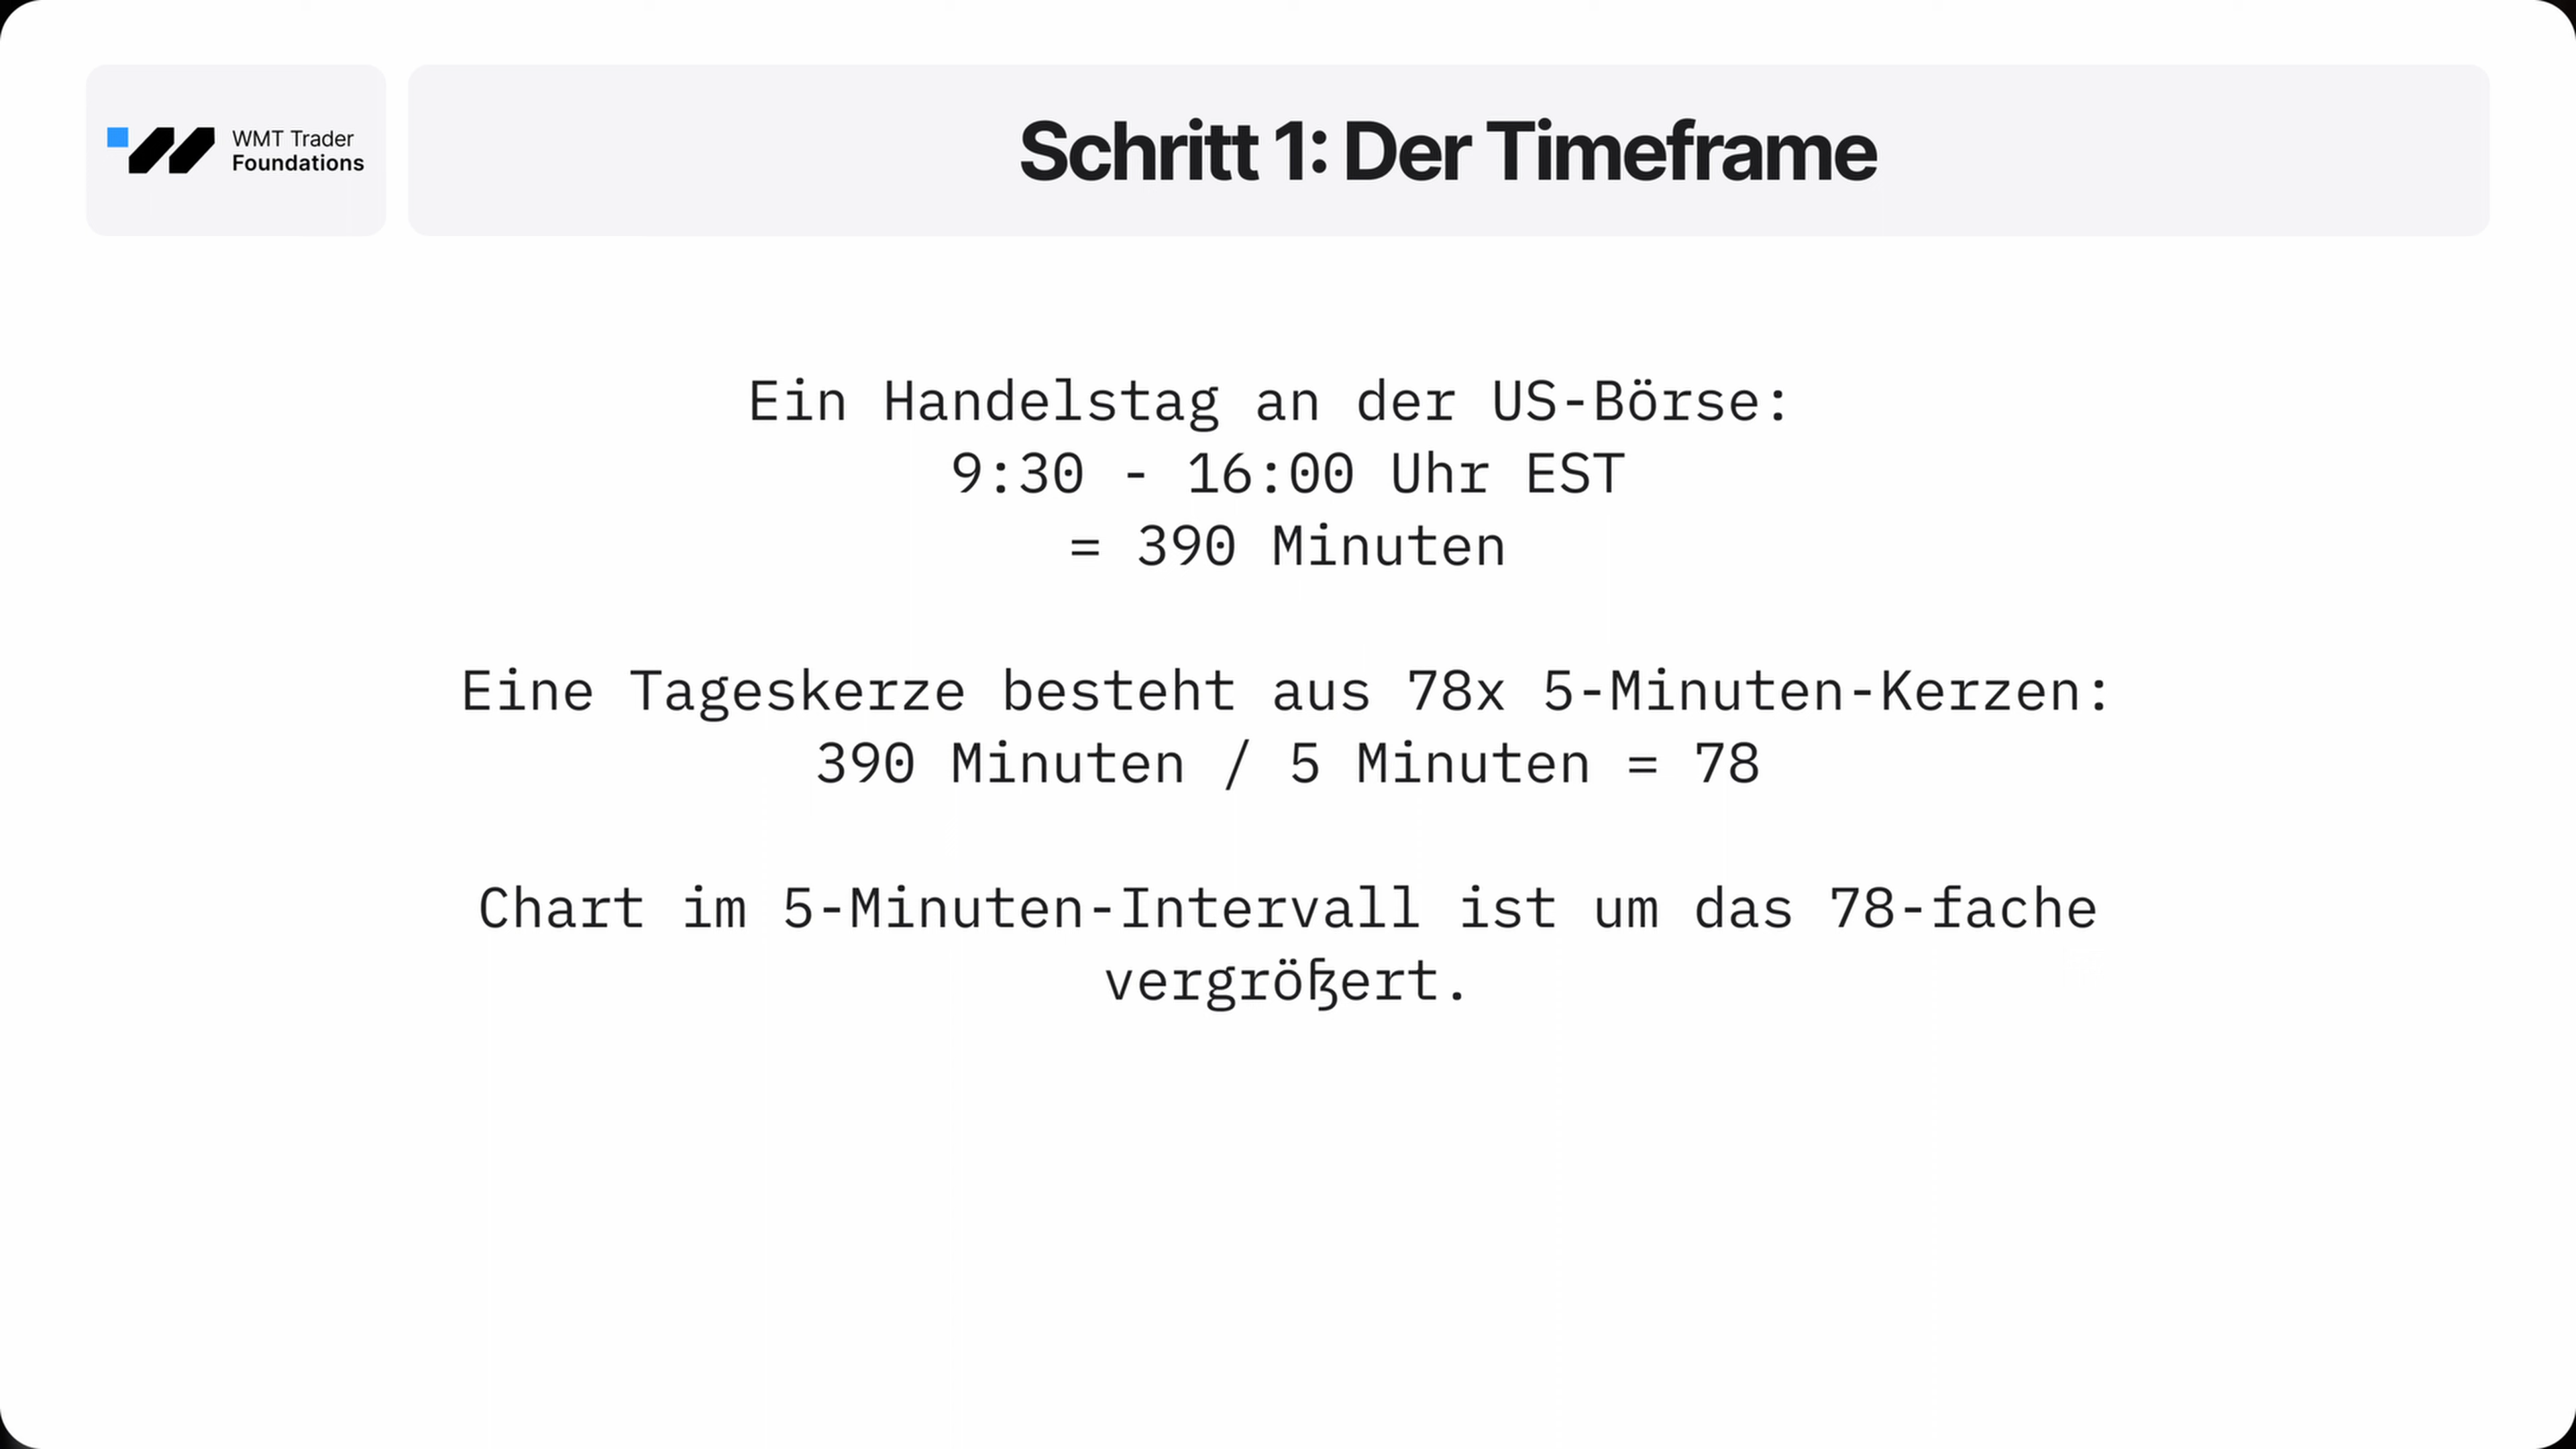 WMT Trader
Foundations
Schritt 1: Der Timeframe
Ein Handelstag an der US-Börse:
9:30 - 16:00 Uhr EST
= 390 Minuten
Eine Tageskerze besteht aus 78x 5-Minuten-Kerzen:
390 Minuten / 5 Minuten = 78
Chart im 5-Minuten-Intervall ist um das 78-fache
vergrößert.